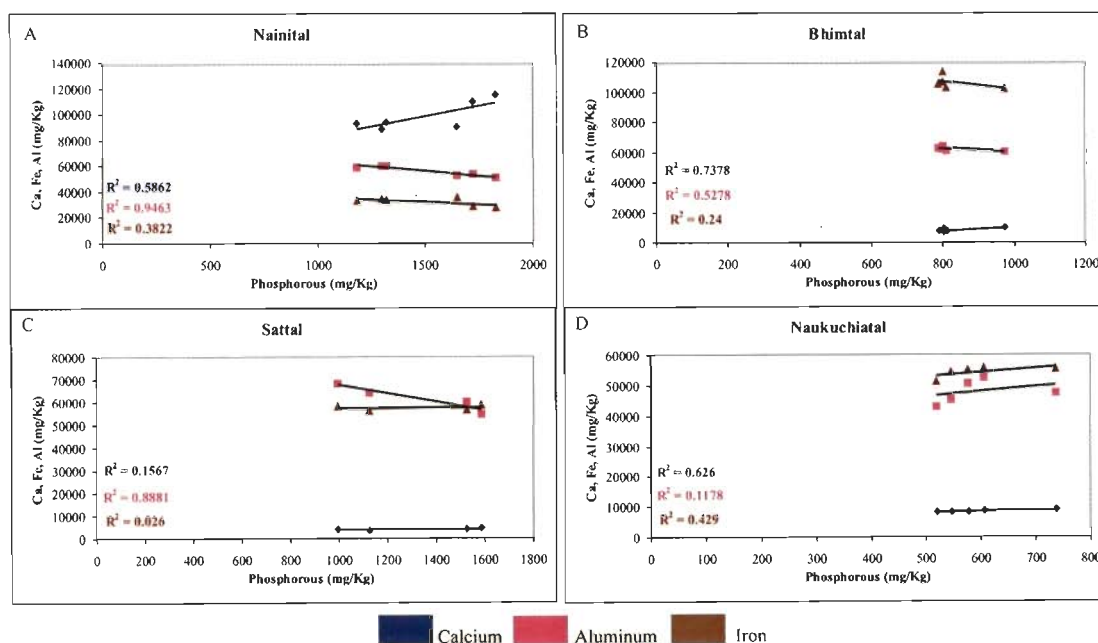 A
Nainital
Ca, Fe, Al (mg/Kg)
140000
120000
100000
80000
60000
40000
20000
0
R² = 0.5862
R² = 0.9463
R² = 0.3822
0 500 1000 1500 2000
Phosphorous (mg/Kg)
B
Bhimtal
Ca, Fe, Al (mg/Kg)
120000
100000
80000
60000
40000
20000
0
R² = 0.7378
R² = 0.5278
R² = 0.24
0 200 400 600 800 1000 1200
Phosphorous (mg/Kg)
C
Sattal
Ca, Fe, Al (mg/Kg)
80000
70000
60000
50000
40000
30000
20000
10000
0
R² = 0.1567
R² = 0.8881
R² = 0.026
0 200 400 600 800 1000 1200 1400 1600 1800
Phosphorous (mg/Kg)
D
Naukuchiatal
Ca, Fe, Al (mg/Kg)
60000
50000
40000
30000
20000
10000
0
R² = 0.626
R² = 0.1178
R² = 0.429
0 100 200 300 400 500 600 700 800
Phosphorous (mg/Kg)
Calcium Aluminum Iron